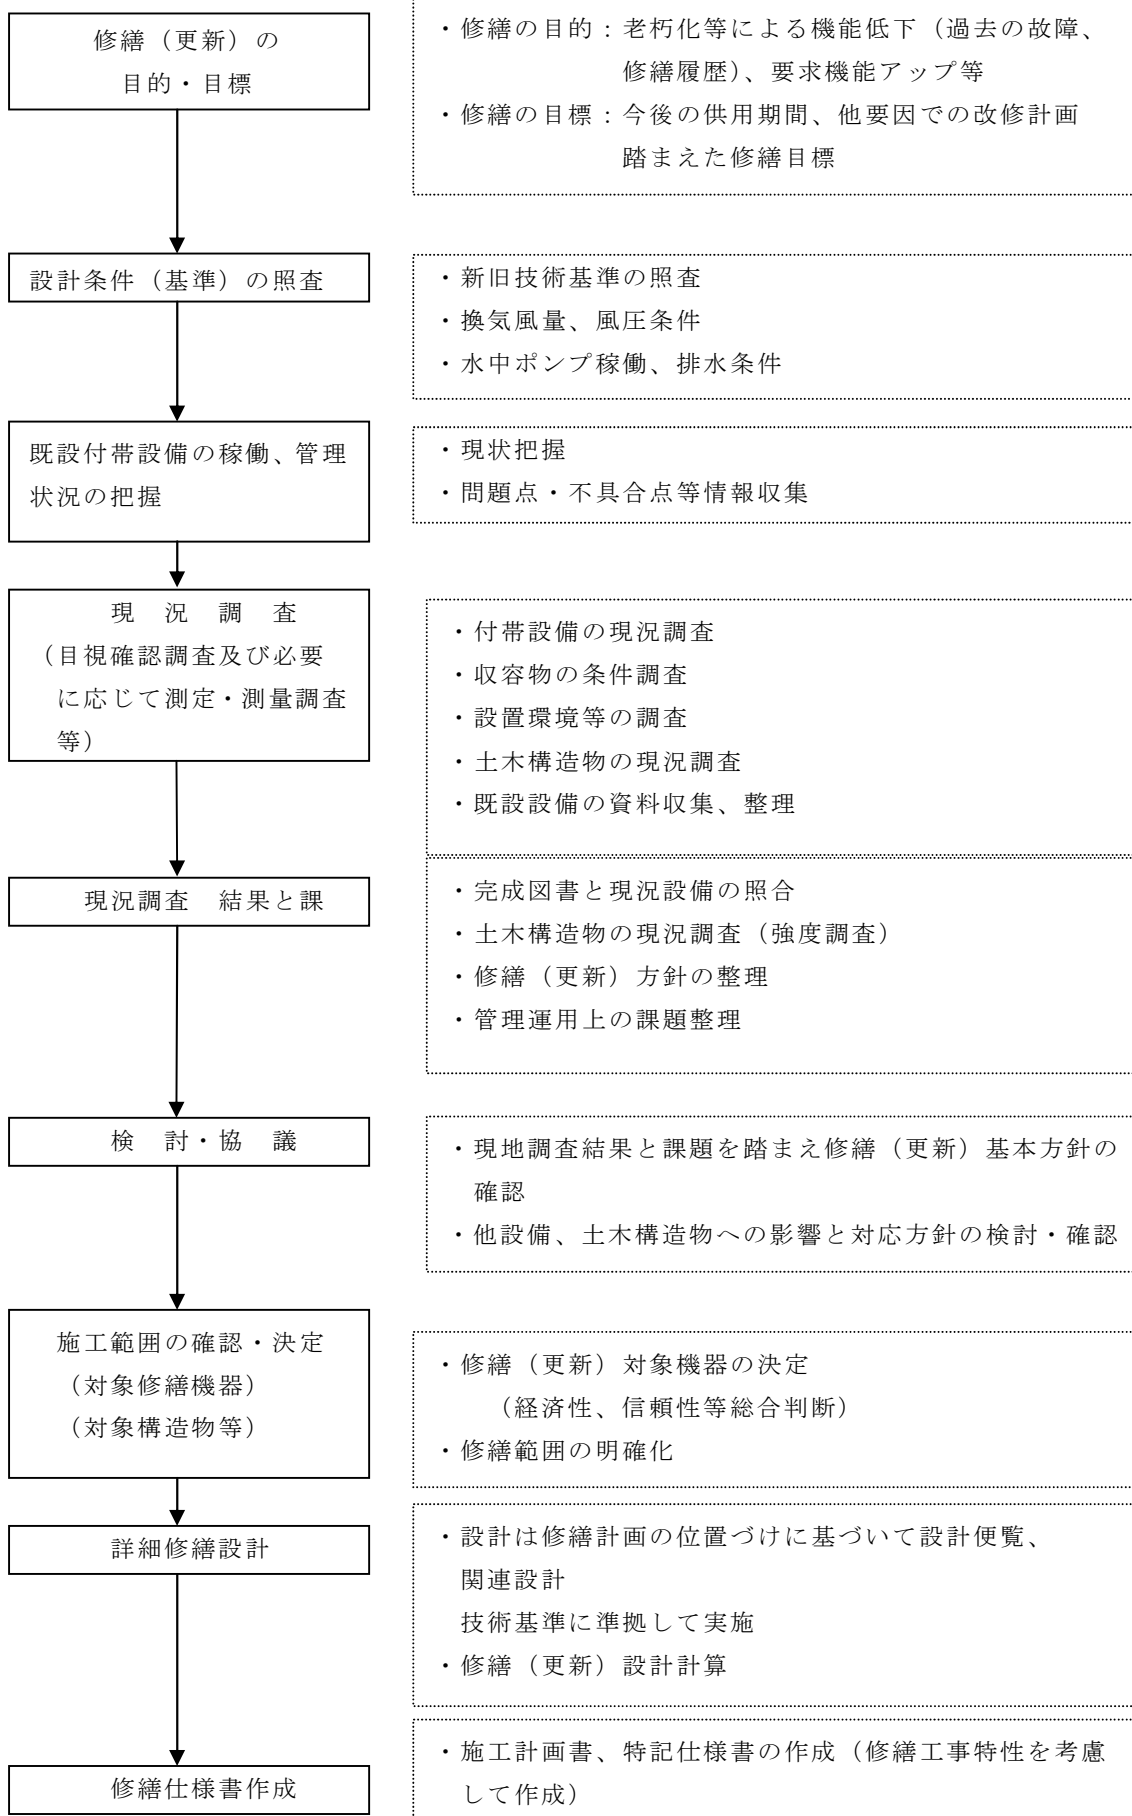 修繕（更新）の
目的・目標
・修繕の目的：老朽化等による機能低下（過去の故障、
修繕履歴）、要求機能アップ等
・修繕の目標：今後の供用期間、他要因での改修計画
踏まえた修繕目標
設計条件（基準）の照査
・新旧技術基準の照査
・換気風量、風圧条件
・水中ポンプ稼働、排水条件
既設付帯設備の稼働、管理
状況の把握
・現状把握
・問題点・不具合点等情報収集
現　況　調　査
（目視確認調査及び必要
に応じて測定・測量調査
等）
・付帯設備の現況調査
・収容物の条件調査
・設置環境等の調査
・土木構造物の現況調査
・既設設備の資料収集、整理
現況調査　結果と課
・完成図書と現況設備の照合
・土木構造物の現況調査（強度調査）
・修繕（更新）方針の整理
・管理運用上の課題整理
検　討・協　議
・現地調査結果と課題を踏まえ修繕（更新）基本方針の
確認
・他設備、土木構造物への影響と対応方針の検討・確認
施工範囲の確認・決定
（対象修繕機器）
（対象構造物等）
・修繕（更新）対象機器の決定
（経済性、信頼性等総合判断）
・修繕範囲の明確化
詳細修繕設計
・設計は修繕計画の位置づけに基づいて設計便覧、
関連設計
技術基準に準拠して実施
・修繕（更新）設計計算
修繕仕様書作成
・施工計画書、特記仕様書の作成（修繕工事特性を考慮
して作成）